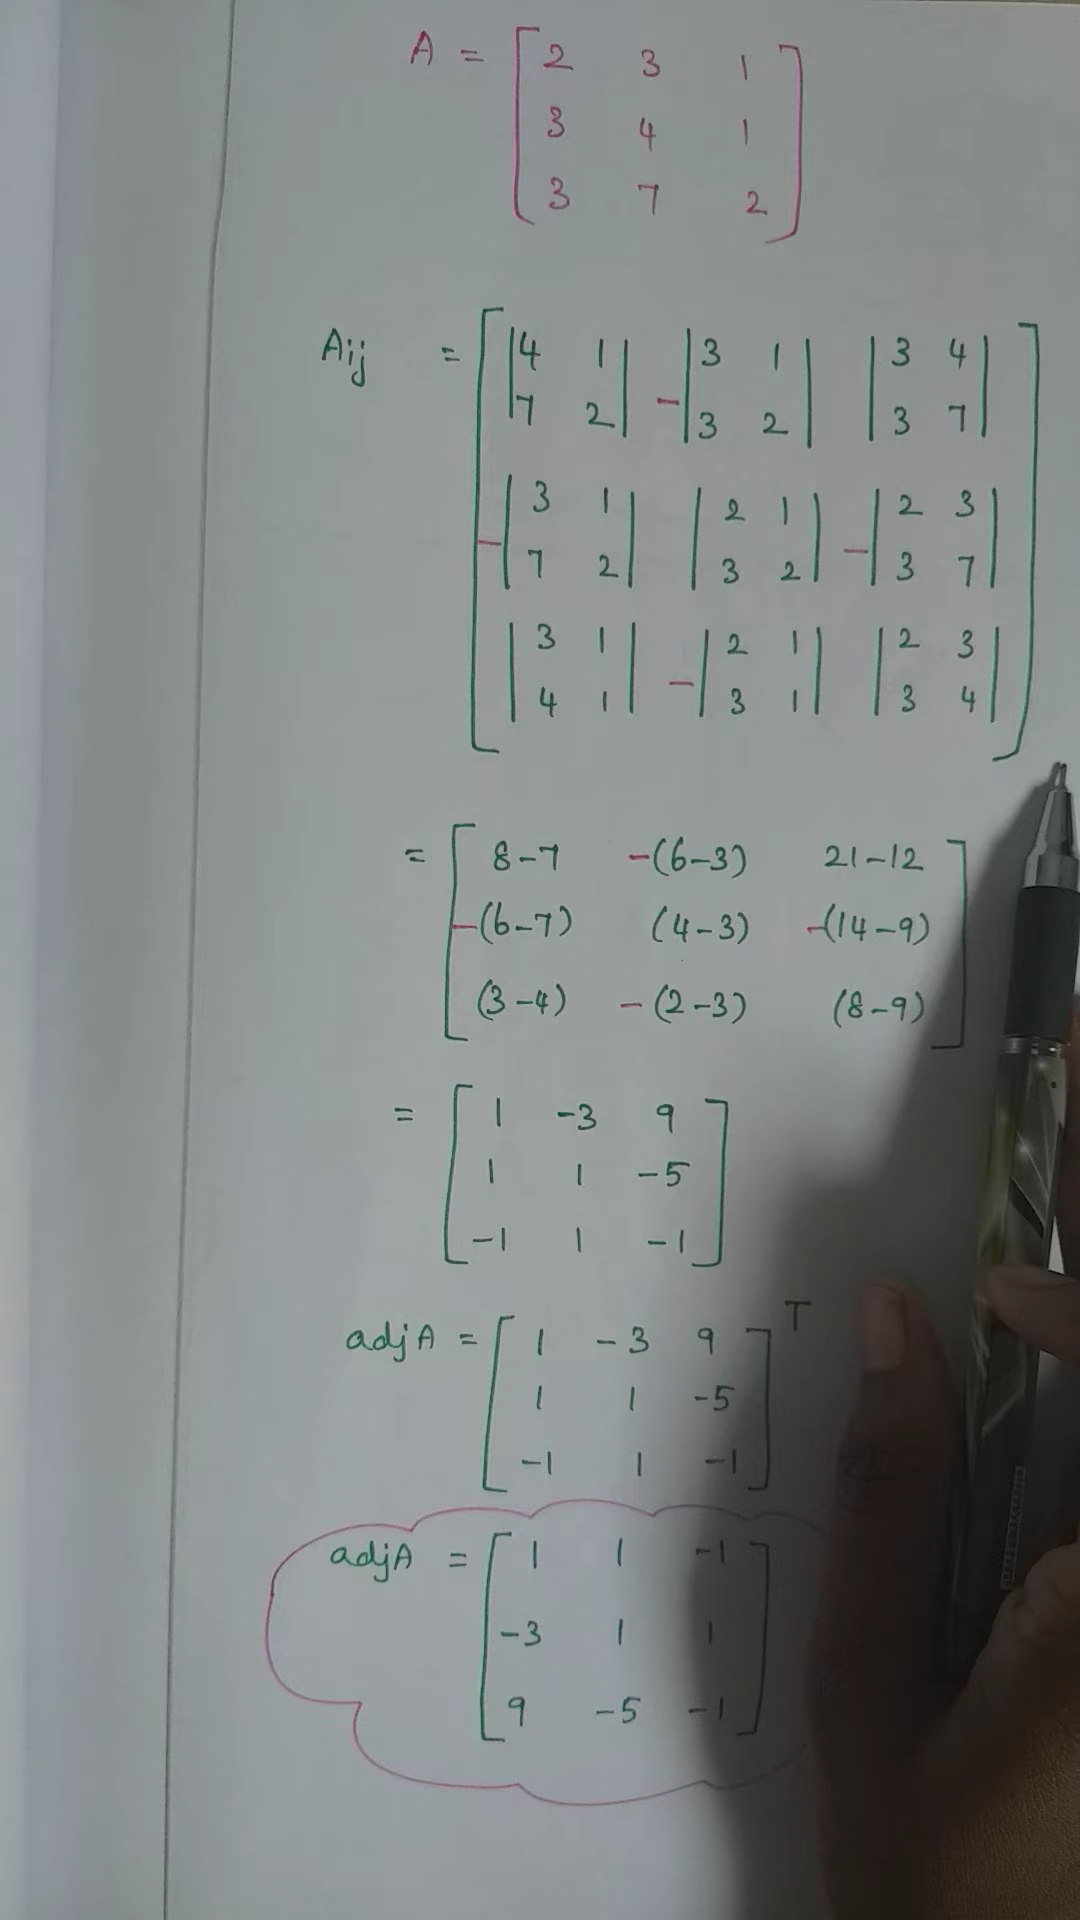 A = [ 2 3 1
3 4 1
3 7 2 ]
Aij = [ |4 1 -|3 1 |3 4
7 2| 3 2| 3 7|
-|3 1 |2 1 -|2 3
7 2| 3 2| 3 7|
|3 1 -|2 1 |2 3
4 1| 3 1| 3 4| ]
= [ 8-7 -(6-3) 21-12
-(6-7) (4-3) -(14-9)
(3-4) -(2-3) (8-9) ]
= [ 1 -3 9
1 1 -5
-1 1 -1 ]
adjA = [ 1 -3 9 ]T
1 1 -5
-1 1 -1 ]
adjA = [ 1 1 -1
-3 1 1
9 -5 -1 ]